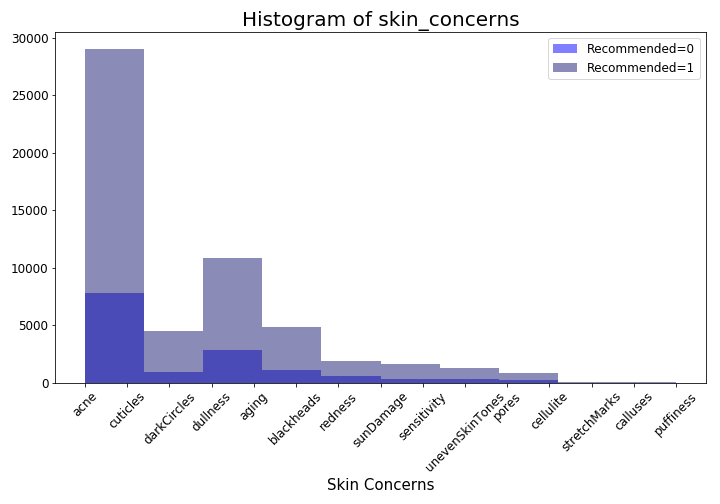 Histogram of skin_concerns
Recommended=0
Recommended=1
30000
25000
20000
15000
10000
5000
0
acne
cuticles
darkCircles
dullness
aging
blackheads
redness
sunDamage
sensitivity
unevenSkinTones
pores
cellulite
stretchMarks
calluses
puffiness
Skin Concerns